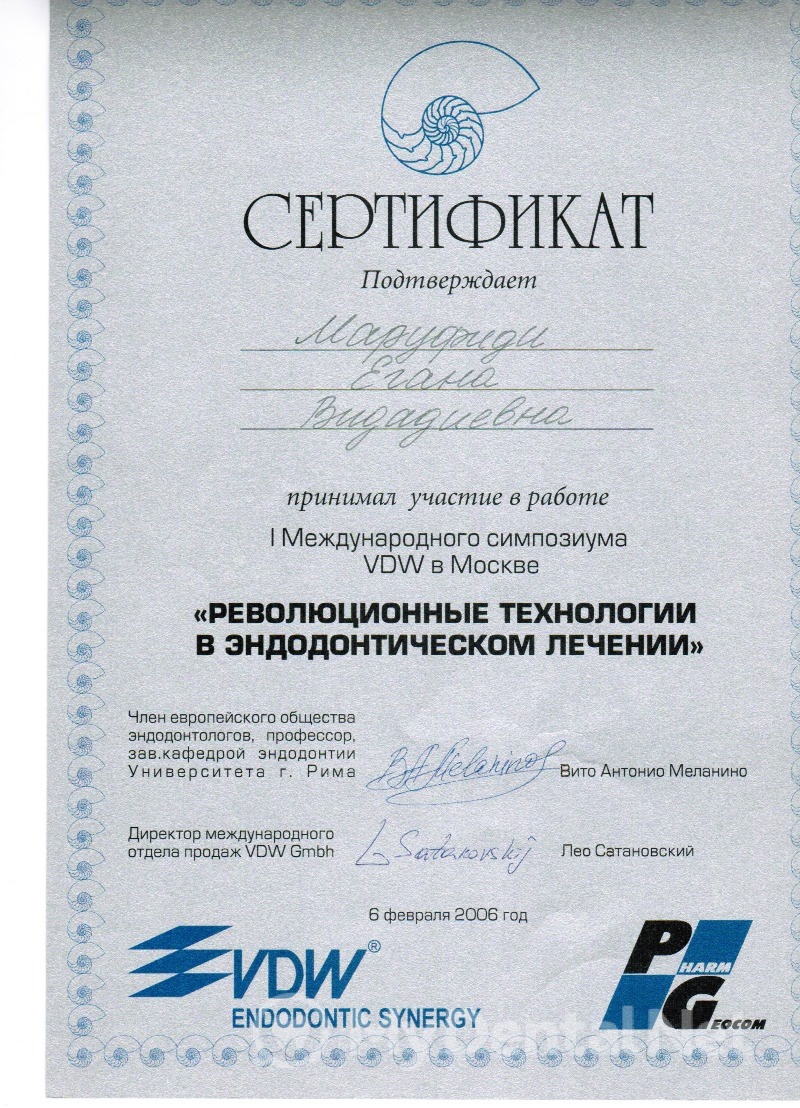 СЕРТИФИКАТ
Подтверждает
Маруфиди
Егана
Видадиевна
принимал участие в работе
I Международного симпозиума
VDW в Москве
«РЕВОЛЮЦИОННЫЕ ТЕХНОЛОГИИ
В ЭНДОДОНТИЧЕСКОМ ЛЕЧЕНИИ»
Член европейского общества
эндодонтологов, профессор,
зав.кафедрой эндодонтии
Университета г. Рима
Вито Антонио Меланино
Директор международного
отдела продаж VDW Gmbh
L Satanovskij
Лео Сатановский
6 февраля 2006 год
VDW®
ENDODONTIC SYNERGY
PHARM
GEOCOM